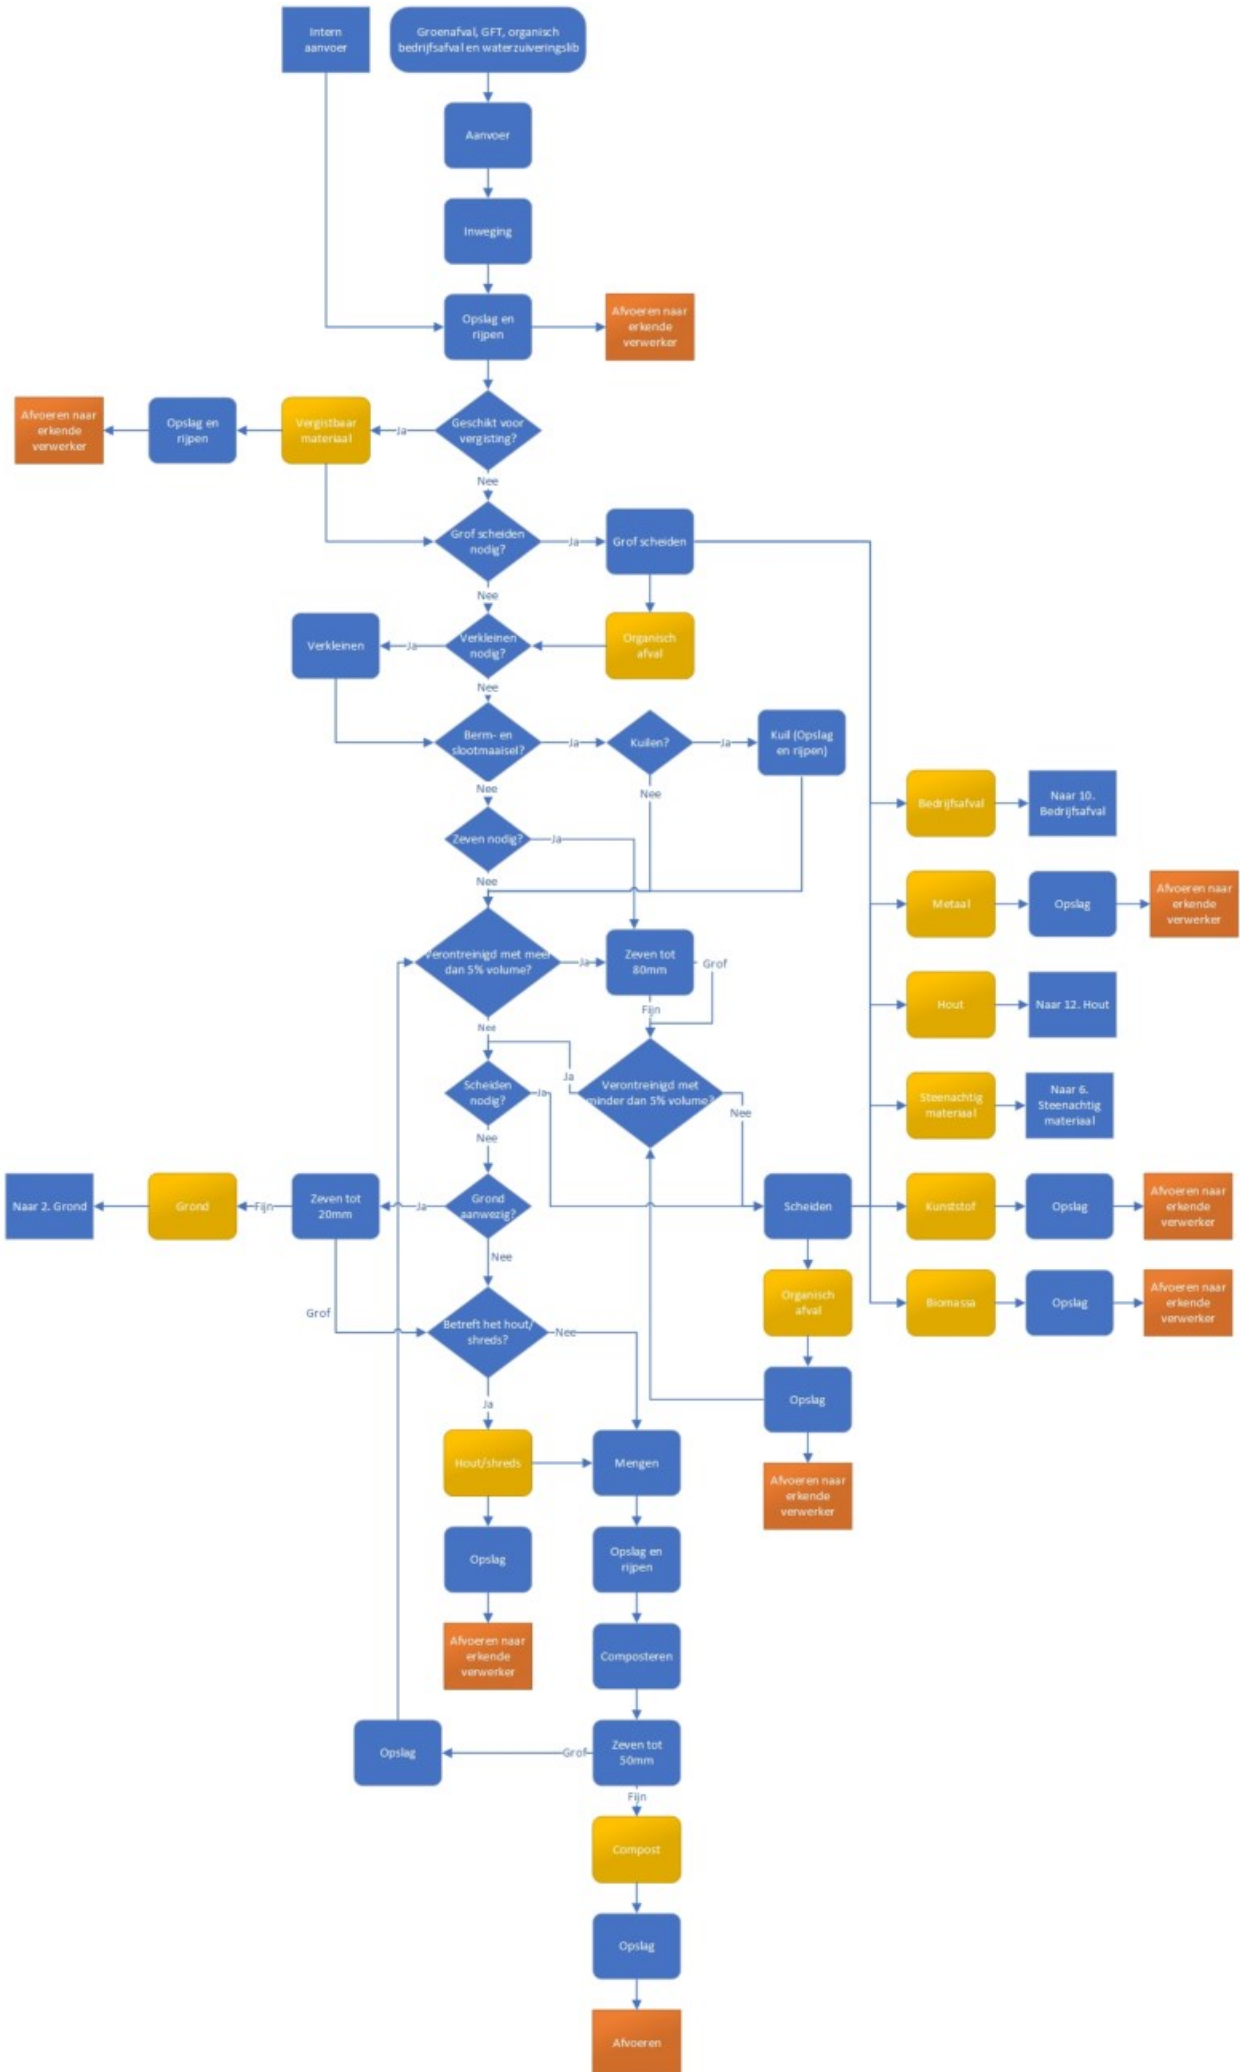 Intern
aanvoer
Groenafval, GFT, organisch
bedrijfsafval en waterzuiveringslib
Aanvoer
Inweging
Opslag en
rijpen
Afvoeren naar
erkende
verwerker
Afvoeren naar
erkende
verwerker
Opslag en
rijpen
Vergistbaar
materiaal
Ja
Geschikt voor
vergisting?
Nee
Grof scheiden
nodig?
Ja
Grof scheiden
Nee
Verkleinen
Ja
Verkleinen
nodig?
Organisch
afval
Nee
Berm- en
slootmaaisel?
Ja
Kuilen?
Ja
Kuil (Opslag
en rijpen)
Nee
Nee
Bedrijfsafval
Naar 10.
Bedrijfsafval
Zeven nodig?
Ja
Nee
Metaal
Opslag
Afvoeren naar
erkende
verwerker
Verontreinigd met meer
dan 5% volume?
Ja
Zeven tot
80mm
Grof
Fijn
Nee
Hout
Naar 12. Hout
Scheiden
nodig?
Ja
Ja
Verontreinigd met
minder dan 5% volume?
Nee
Nee
Steenachtig
materiaal
Naar 6.
Steenachtig
materiaal
Naar 2. Grond
Grond
Fijn
Zeven tot
20mm
Ja
Grond
aanwezig?
Nee
Scheiden
Kunststof
Opslag
Afvoeren naar
erkende
verwerker
Grof
Organisch
afval
Biomassa
Opslag
Afvoeren naar
erkende
verwerker
Betreft het hout/
shreds?
Nee
Ja
Opslag
Hout/shreds
Mengen
Afvoeren naar
erkende
verwerker
Opslag
Opslag en
rijpen
Afvoeren naar
erkende
verwerker
Composteren
Opslag
Grof
Zeven tot
50mm
Fijn
Compost
Opslag
Afvoeren